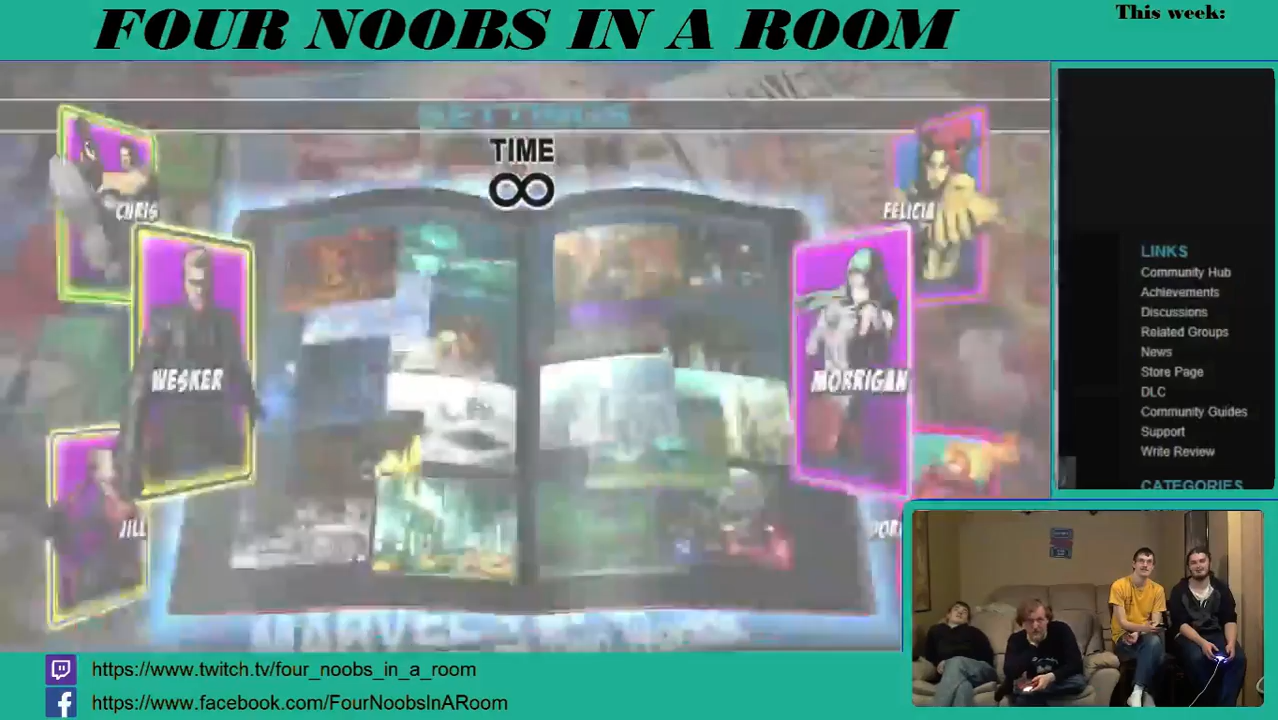 FOUR NOOBS IN A ROOM
This week:
SETTINGS
TIME
∞
CHRIS
FELICIA
WESKER
MORRIGAN
JILL
LINKS
Community Hub
Achievements
Discussions
Related Groups
News
Store Page
DLC
Community Guides
Support
Write Review
CATEGORIES
MARVEL
https://www.twitch.tv/four_noobs_in_a_room
https://www.facebook.com/FourNoobsInARoom